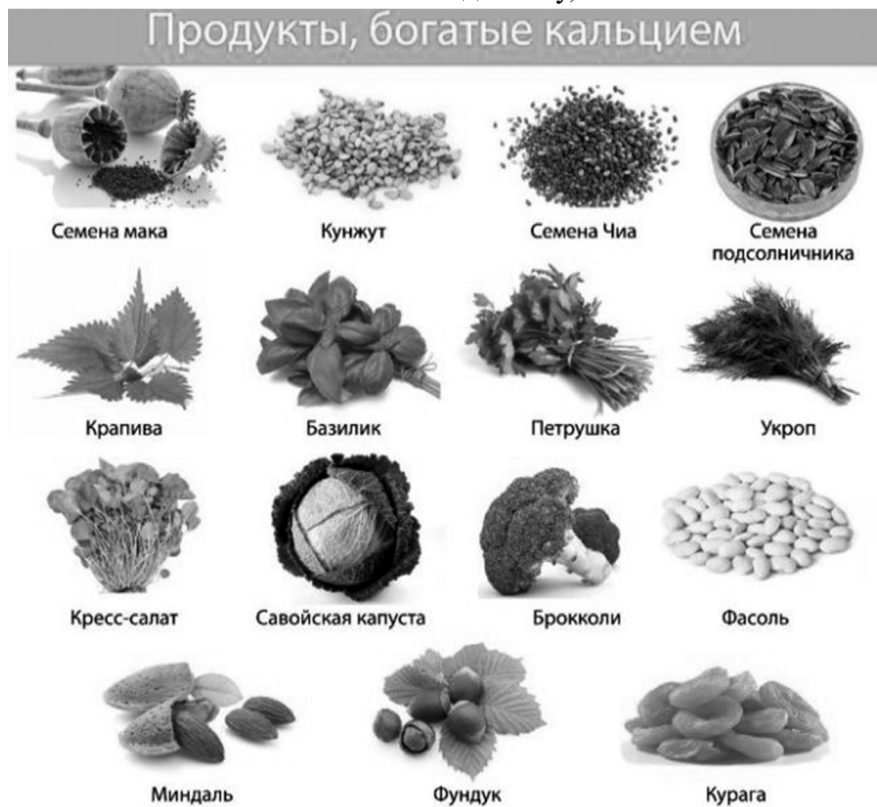 Продукты, богатые кальцием
Семена мака
Кунжут
Семена Чиа
Семена
подсолничника
Крапива
Базилик
Петрушка
Укроп
Кресс-салат
Савойская капуста
Брокколи
Фасоль
Миндаль
Фундук
Курага